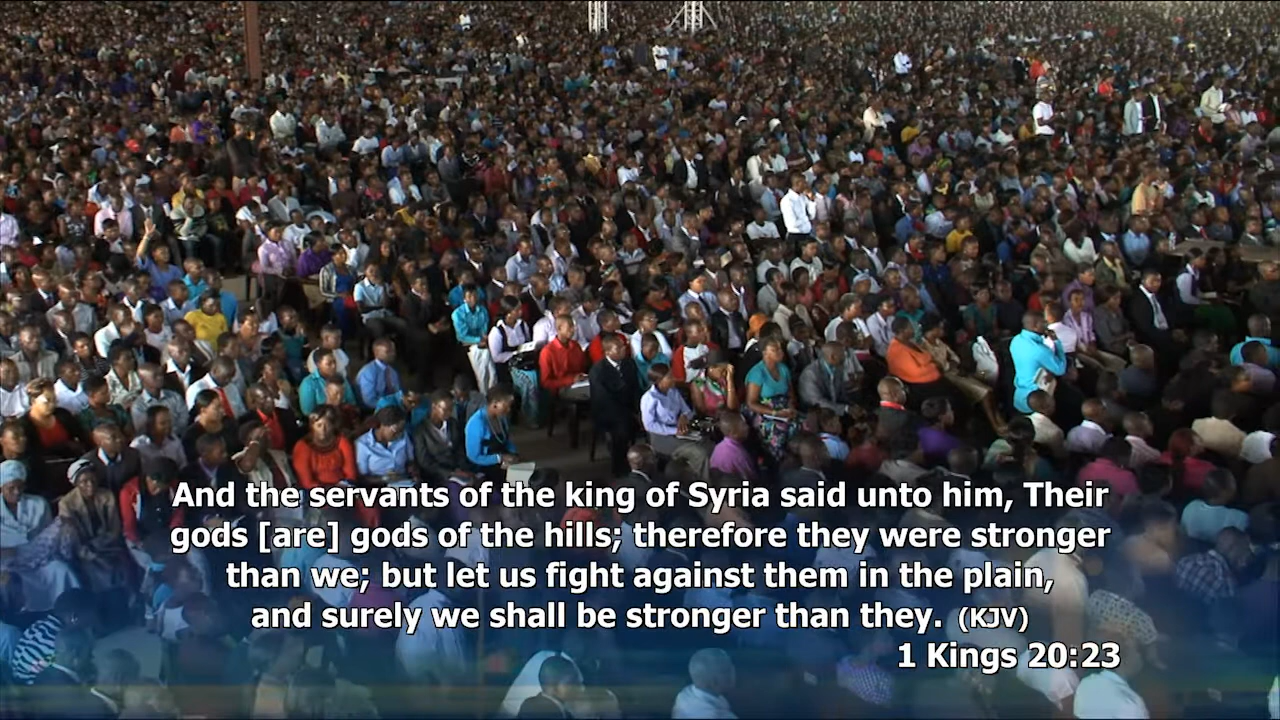 And the servants of the king of Syria said unto him, Their
gods [are] gods of the hills; therefore they were stronger
than we; but let us fight against them in the plain,
and surely we shall be stronger than they. (KJV)
1 Kings 20:23